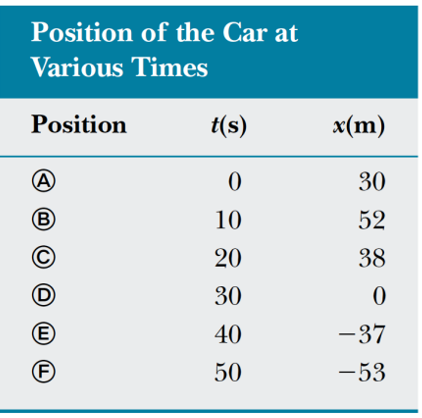 Position of the Car at
Various Times
Position t(s) x(m)
Ⓐ 0 30
Ⓑ 10 52
Ⓒ 20 38
Ⓓ 30 0
Ⓔ 40 −37
Ⓕ 50 −53